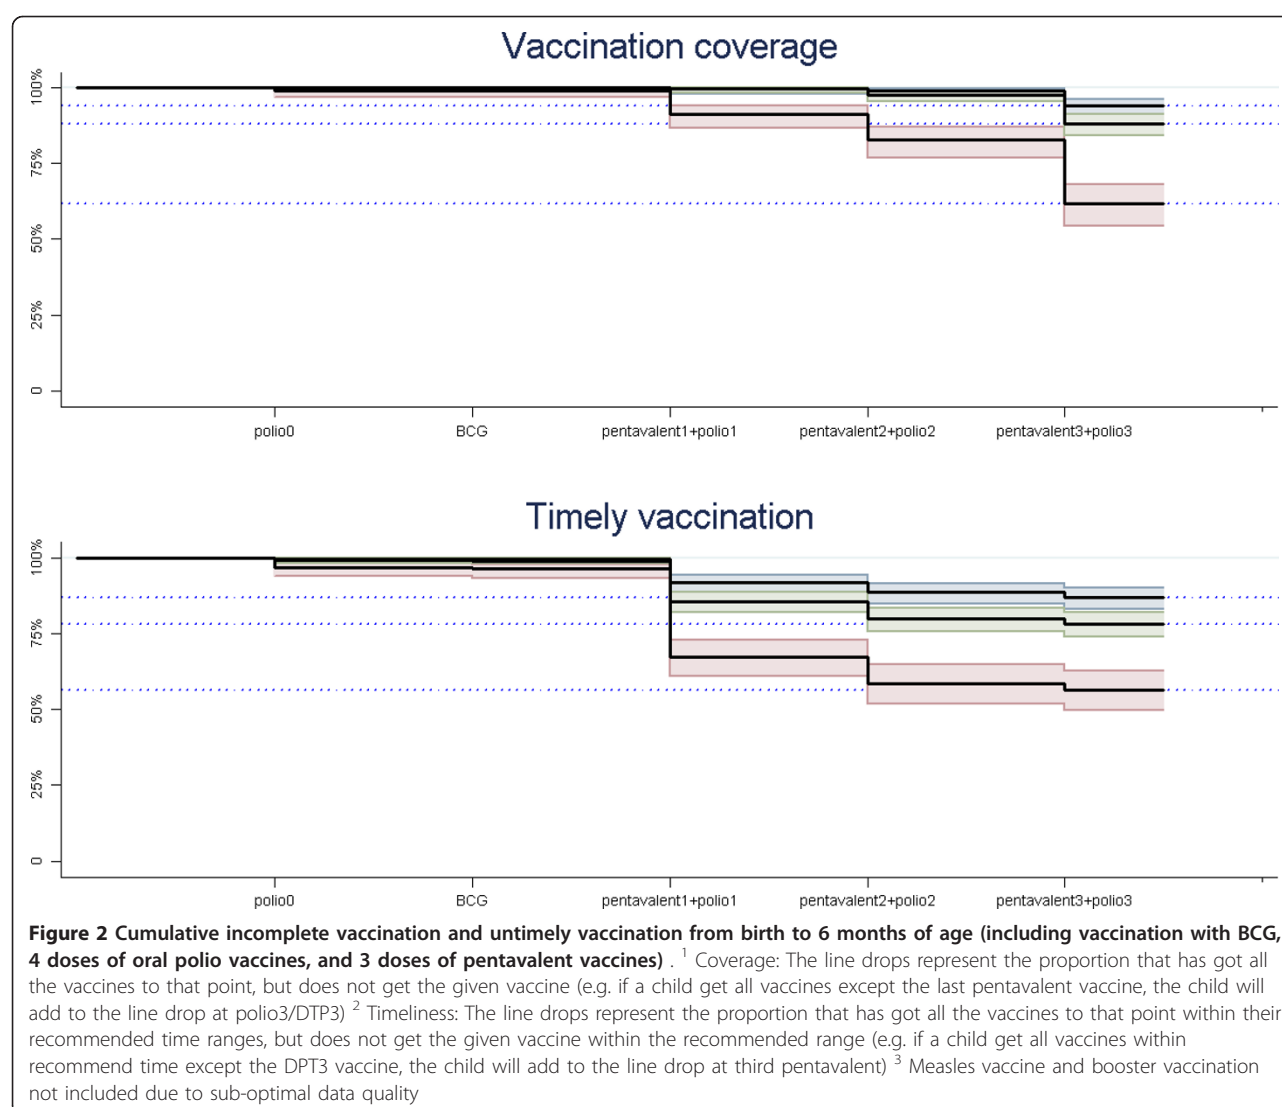 Vaccination coverage
100%
75%
50%
25%
0
polio0 BCG pentavalent1+polio1 pentavalent2+polio2 pentavalent3+polio3
Timely vaccination
100%
75%
50%
25%
0
polio0 BCG pentavalent1+polio1 pentavalent2+polio2 pentavalent3+polio3
Figure 2 Cumulative incomplete vaccination and untimely vaccination from birth to 6 months of age (including vaccination with BCG,
4 doses of oral polio vaccines, and 3 doses of pentavalent vaccines) . 1 Coverage: The line drops represent the proportion that has got all
the vaccines to that point, but does not get the given vaccine (e.g. if a child get all vaccines except the last pentavalent vaccine, the child will
add to the line drop at polio3/DTP3) 2 Timeliness: The line drops represent the proportion that has got all the vaccines to that point within their
recommended time ranges, but does not get the given vaccine within the recommended range (e.g. if a child get all vaccines within
recommend time except the DPT3 vaccine, the child will add to the line drop at third pentavalent) 3 Measles vaccine and booster vaccination
not included due to sub-optimal data quality